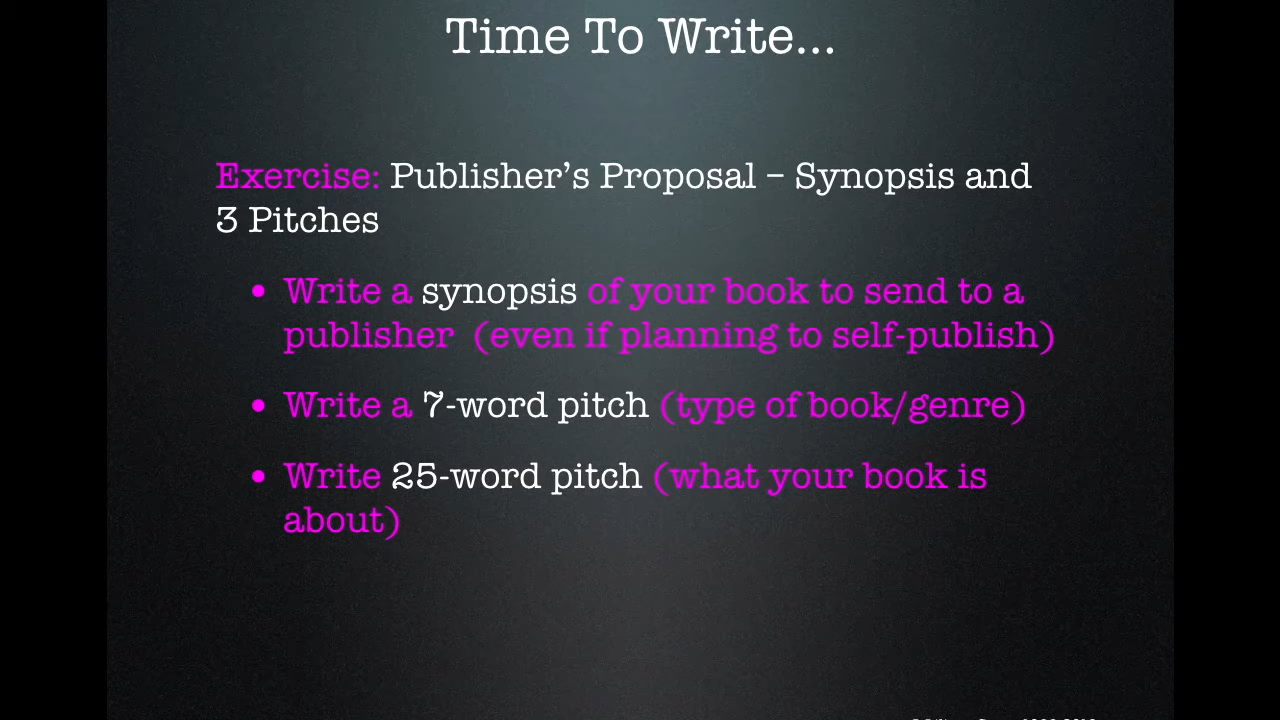 Time To Write...
Exercise: Publisher’s Proposal – Synopsis and
3 Pitches
• Write a synopsis of your book to send to a
publisher (even if planning to self-publish)
• Write a 7-word pitch (type of book/genre)
• Write 25-word pitch (what your book is
about)